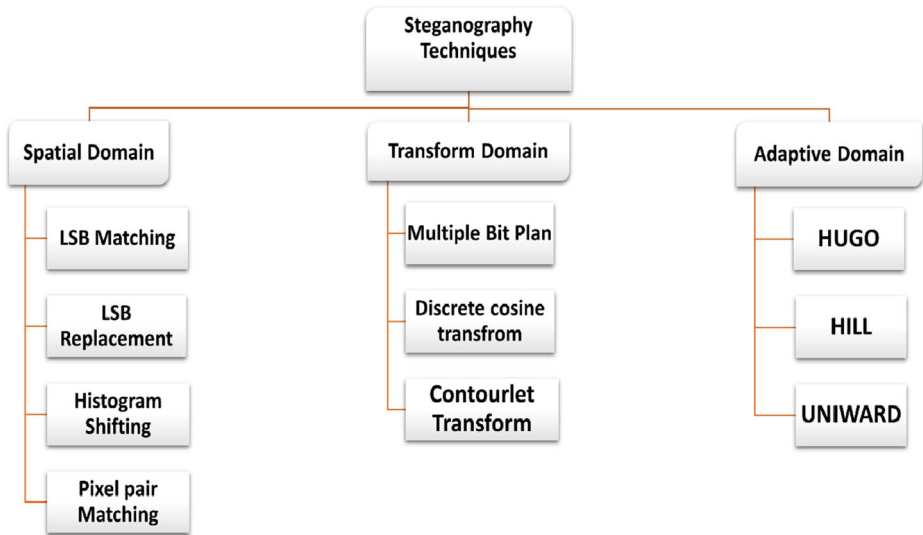 Steganography
Techniques
Spatial Domain
LSB Matching
LSB
Replacement
Histogram
Shifting
Pixel pair
Matching
Transform Domain
Multiple Bit Plan
Discrete cosine
transfrom
Contourlet
Transform
Adaptive Domain
HUGO
HILL
UNIWARD